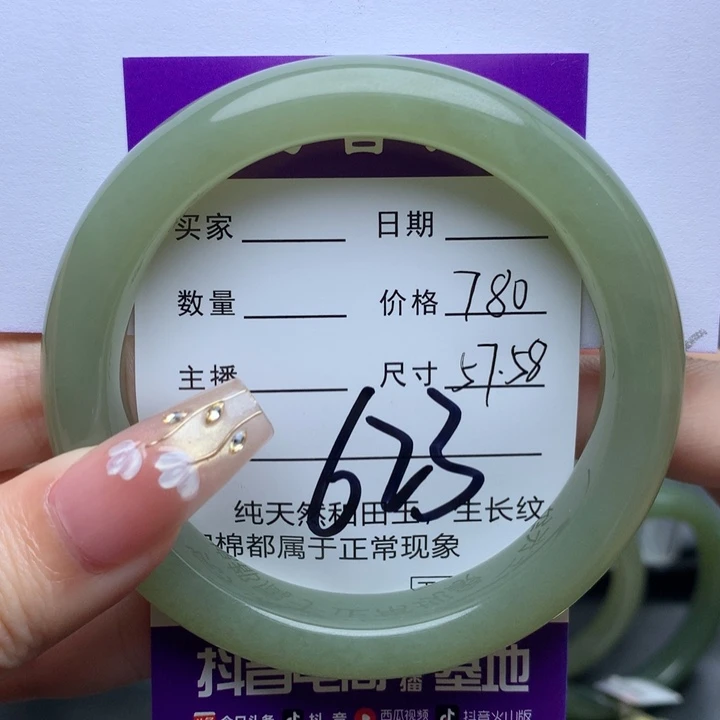 买家 日期
数量 价格 780
主播 尺寸 57.58
623
纯天然和田玉，生长纹
棉都属于正常现象
抖音电商直播基地
今日头条 抖音 西瓜视频 抖音火山版